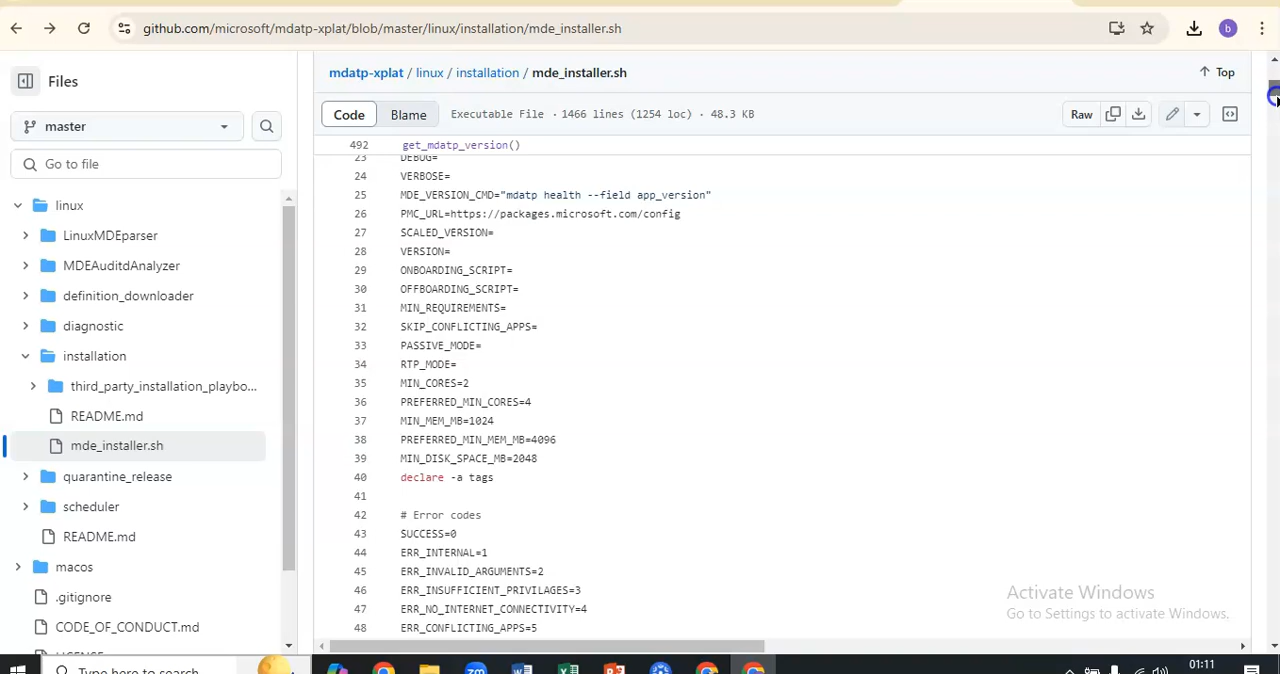 github.com/microsoft/mdatp-xplat/blob/master/linux/installation/mde_installer.sh
b
Files
mdatp-xplat / linux / installation / mde_installer.sh
Top
master
Code
Blame
Executable File · 1466 lines (1254 loc) · 48.3 KB
Raw
Go to file
492 get_mdatp_version()
23 DEBUG=
24 VERBOSE=
25 MDE_VERSION_CMD="mdatp health --field app_version"
26 PMC_URL=https://packages.microsoft.com/config
27 SCALED_VERSION=
28 VERSION=
29 ONBOARDING_SCRIPT=
30 OFFBOARDING_SCRIPT=
31 MIN_REQUIREMENTS=
32 SKIP_CONFLICTING_APPS=
33 PASSIVE_MODE=
34 RTP_MODE=
35 MIN_CORES=2
36 PREFERRED_MIN_CORES=4
37 MIN_MEM_MB=1024
38 PREFERRED_MIN_MEM_MB=4096
39 MIN_DISK_SPACE_MB=2048
40 declare -a tags
41
42 # Error codes
43 SUCCESS=0
44 ERR_INTERNAL=1
45 ERR_INVALID_ARGUMENTS=2
46 ERR_INSUFFICIENT_PRIVILAGES=3
47 ERR_NO_INTERNET_CONNECTIVITY=4
48 ERR_CONFLICTING_APPS=5
linux
LinuxMDEparser
MDEAuditdAnalyzer
definition_downloader
diagnostic
installation
third_party_installation_playbo...
README.md
mde_installer.sh
quarantine_release
scheduler
README.md
macos
.gitignore
CODE_OF_CONDUCT.md
LICENSE
Activate Windows
Go to Settings to activate Windows.
Type here to search
01:11